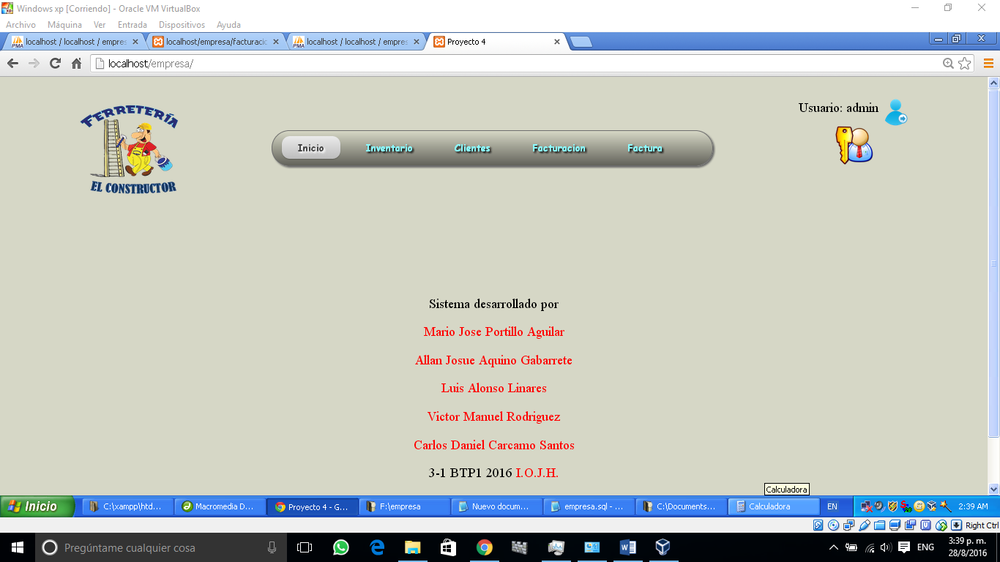 Windows xp [Corriendo] - Oracle VM VirtualBox
Archivo Máquina Ver Entrada Dispositivos Ayuda
localhost / localhost / empres localhost/empresa/facturacio localhost / localhost / empres Proyecto 4
localhost/empresa/
FERRETERÍA
EL CONSTRUCTOR
Usuario: admin
Inicio Inventario Clientes Facturacion Factura
Sistema desarrollado por
Mario Jose Portillo Aguilar
Allan Josue Aquino Gabarrete
Luis Alonso Linares
Victor Manuel Rodriguez
Carlos Daniel Carcamo Santos
3-1 BTP1 2016 I.O.J.H.
Calculadora
Inicio C:\xampp\htd... Macromedia D... Proyecto 4 - G... F:\empresa Nuevo docum... empresa.sql - ... C:\Documents... Calculadora EN 2:39 AM
Right Ctrl
Pregúntame cualquier cosa ENG 3:39 p. m.
28/8/2016